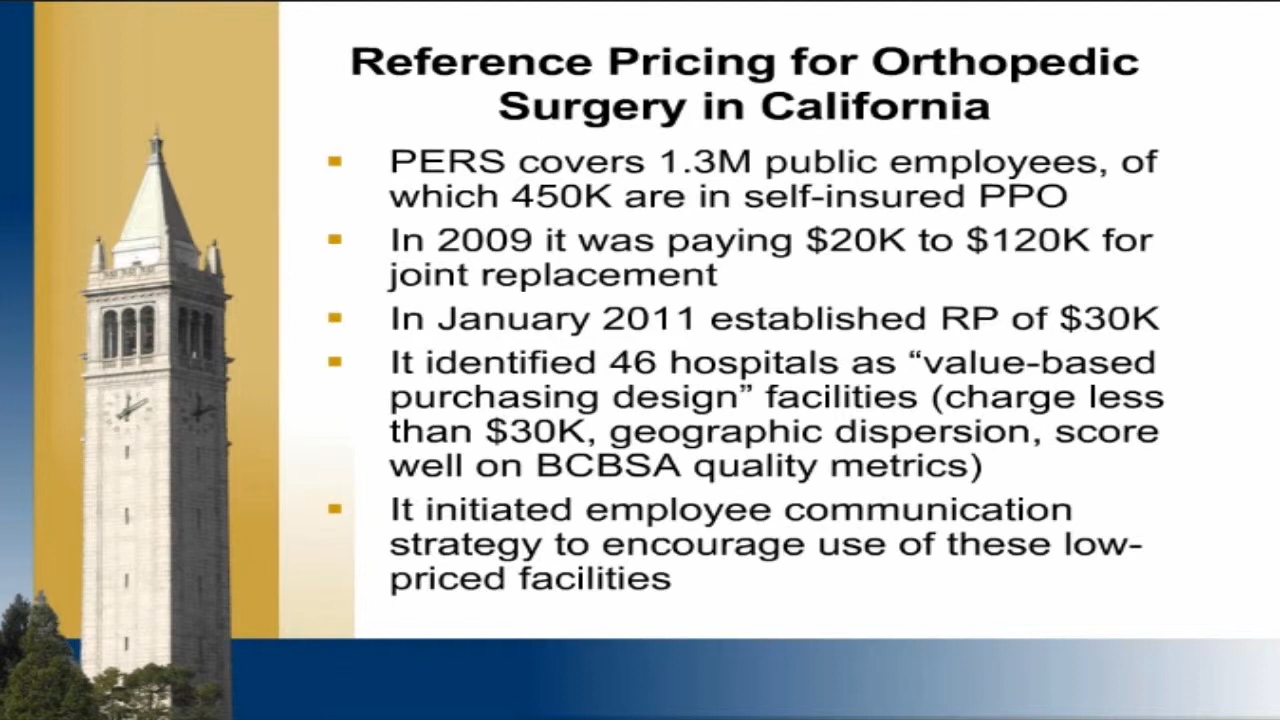 Reference Pricing for Orthopedic
Surgery in California
PERS covers 1.3M public employees, of
which 450K are in self-insured PPO
In 2009 it was paying $20K to $120K for
joint replacement
In January 2011 established RP of $30K
It identified 46 hospitals as “value-based
purchasing design” facilities (charge less
than $30K, geographic dispersion, score
well on BCBSA quality metrics)
It initiated employee communication
strategy to encourage use of these low-
priced facilities